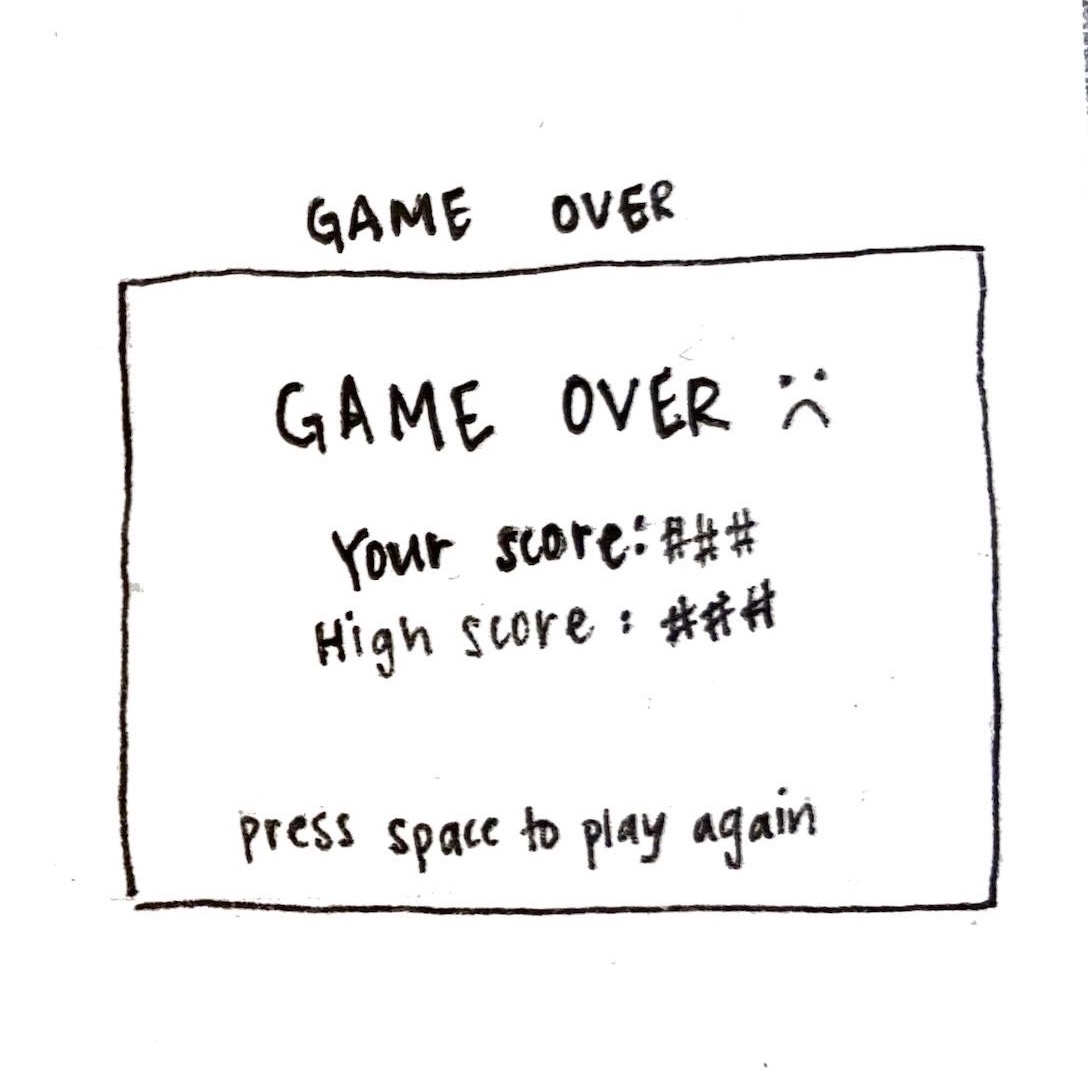 GAME OVER
GAME OVER :(
Your score: ###
High score: ###
press space to play again